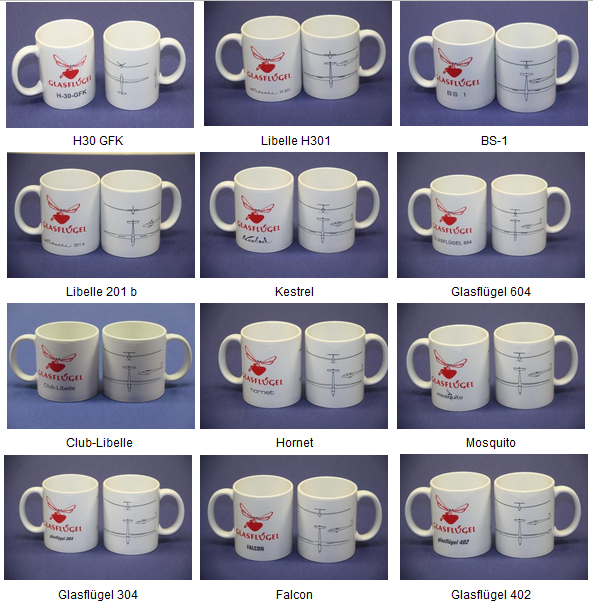 GLASFLÜGEL
H-30-GFK
GLASFLÜGEL
Libelle H 301
GLASFLÜGEL
BS 1
H30 GFK
Libelle H301
BS-1
GLASFLÜGEL
Libelle 201 b
GLASFLÜGEL
Kestrel
GLASFLÜGEL
GLASFLÜGEL 604
Libelle 201 b
Kestrel
Glasflügel 604
GLASFLÜGEL
Club-Libelle
GLASFLÜGEL
hornet
GLASFLÜGEL
mosquito
Club-Libelle
Hornet
Mosquito
GLASFLÜGEL
glasflügel 304
GLASFLÜGEL
FALCON
GLASFLÜGEL
glasflügel 402
Glasflügel 304
Falcon
Glasflügel 402